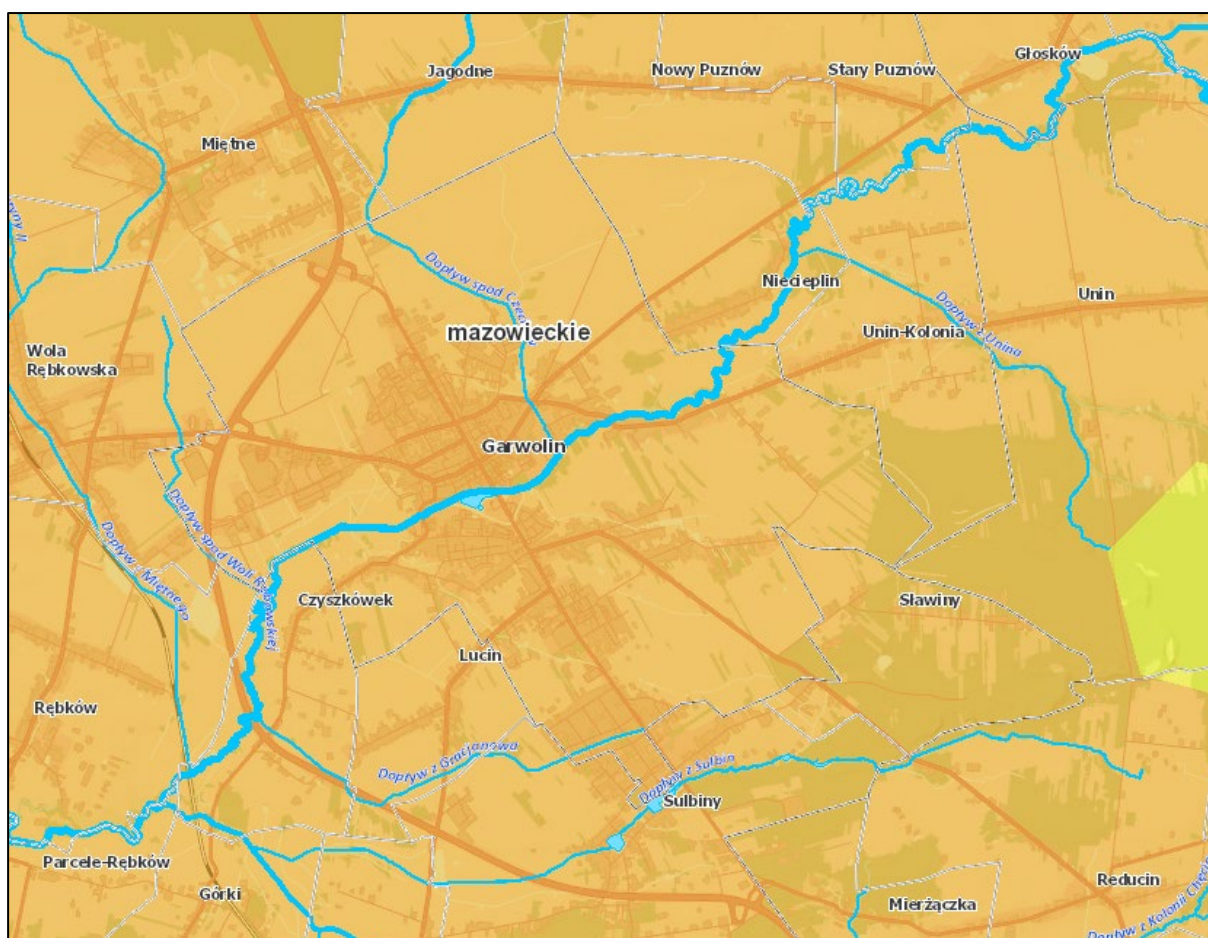 Głosków
Jagodne
Nowy Puznów
Stary Puznów
Miętne
Dopływ spod
Niecieplin
Unin
mazowieckie
Unin-Kolonia
Dopływ z Unina
Wola
Rębkowska
Garwolin
Dopływ spod Woli Rębkowskiej
Dopływ z Miętnego
Czyszkówek
Sławiny
Lucin
Rębków
Dopływ z Gracjanowa
Dopływ z Sulbin
Sulbiny
Parcele-Rębków
Górki
Reducin
Mierżączka
Dopływ z Kolonii